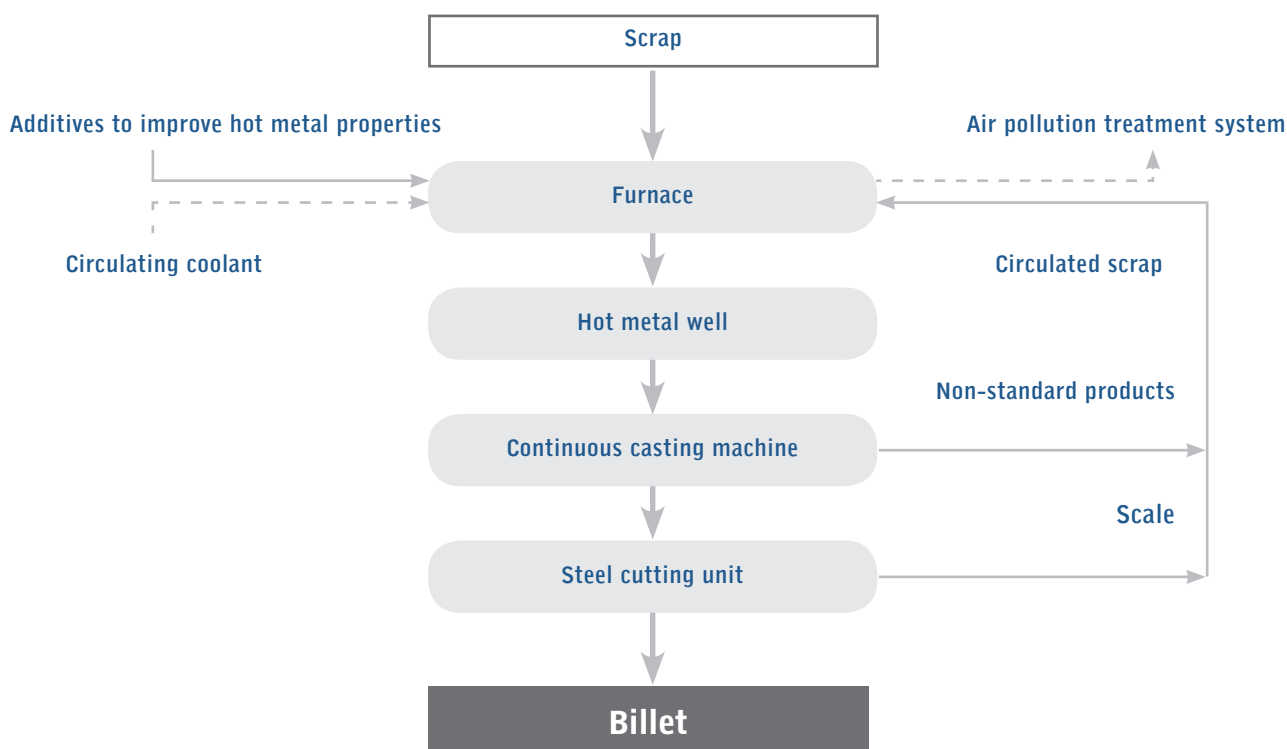 Scrap
Additives to improve hot metal properties
Air pollution treatment system
Furnace
Circulating coolant
Circulated scrap
Hot metal well
Non-standard products
Continuous casting machine
Scale
Steel cutting unit
Billet